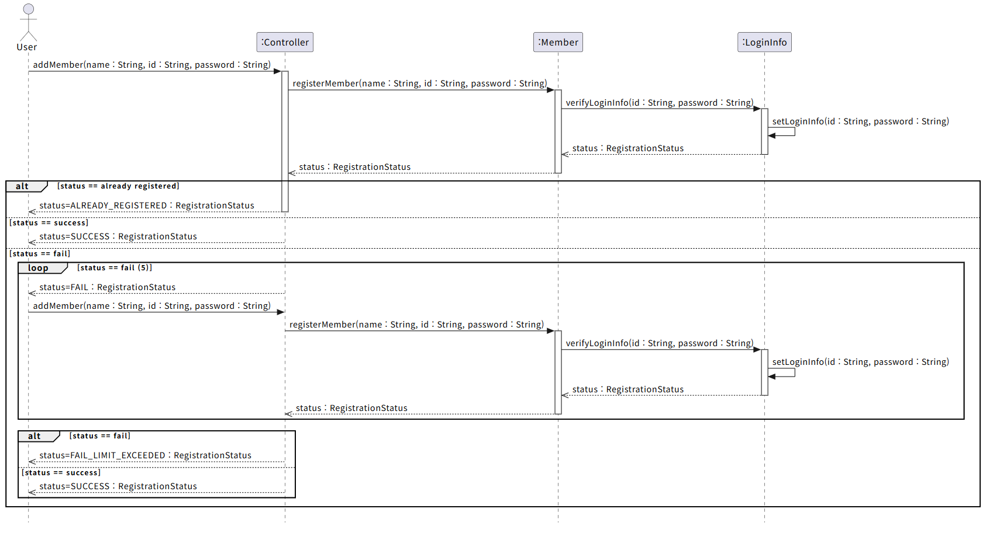 User
:Controller
:Member
:LoginInfo
addMember(name : String, id : String, password : String)
registerMember(name : String, id : String, password : String)
verifyLoginInfo(id : String, password : String)
setLoginInfo(id : String, password : String)
status : RegistrationStatus
status : RegistrationStatus
alt [status == already registered]
status=ALREADY_REGISTERED : RegistrationStatus
[status == success]
status=SUCCESS : RegistrationStatus
[status == fail]
loop [status == fail (5)]
status=FAIL : RegistrationStatus
addMember(name : String, id : String, password : String)
registerMember(name : String, id : String, password : String)
verifyLoginInfo(id : String, password : String)
setLoginInfo(id : String, password : String)
status : RegistrationStatus
status : RegistrationStatus
alt [status == fail]
status=FAIL_LIMIT_EXCEEDED : RegistrationStatus
[status == success]
status=SUCCESS : RegistrationStatus